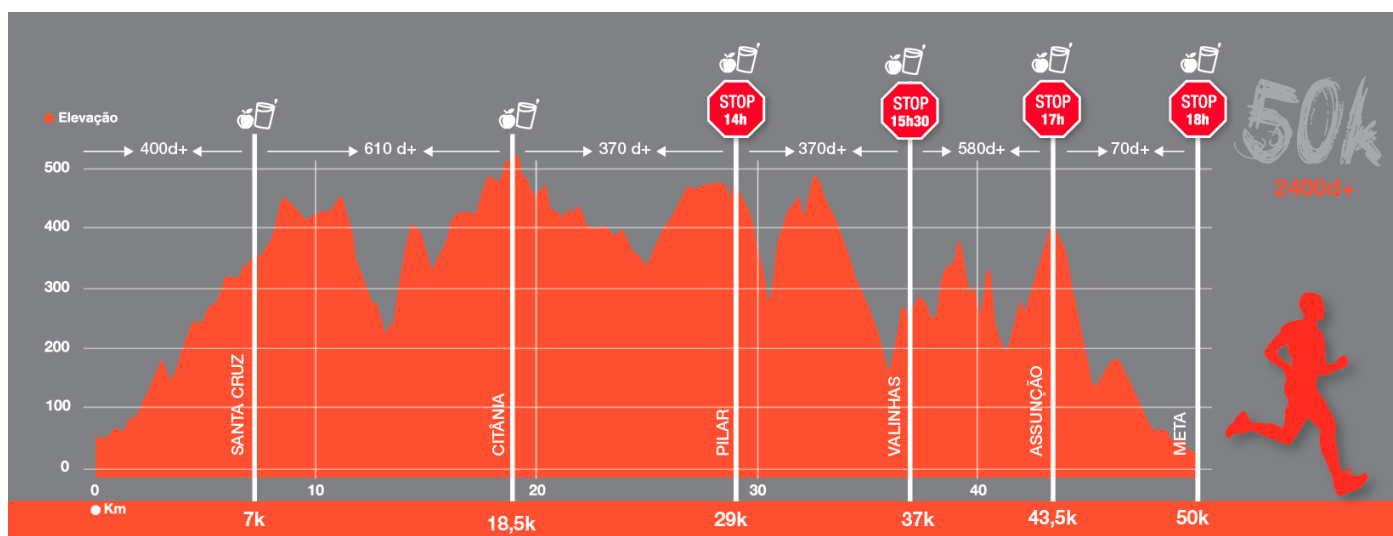 STOP
14h
STOP
15h30
STOP
17h
STOP
18h
50k
2400d+
Elevação
400d+
610 d+
370 d+
370d+
580d+
70d+
500
400
300
200
100
0
SANTA CRUZ
CITÂNIA
PILAR
VALINHAS
ASSUNÇÃO
META
0
10
20
30
40
Km
7k
18,5k
29k
37k
43,5k
50k